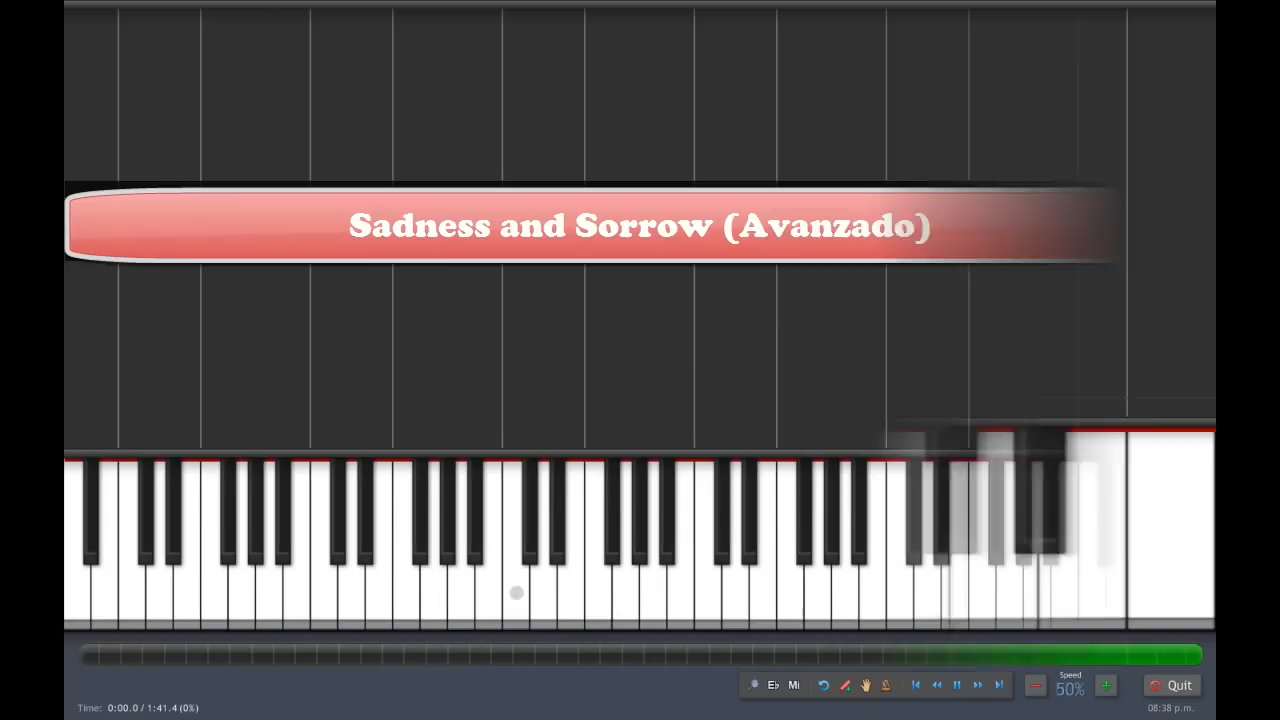 Sadness and Sorrow (Avanzado)
Eb Mi
Speed
50%
Quit
Time: 0:00.0 / 1:41.4 (0%)
08:38 p.m.